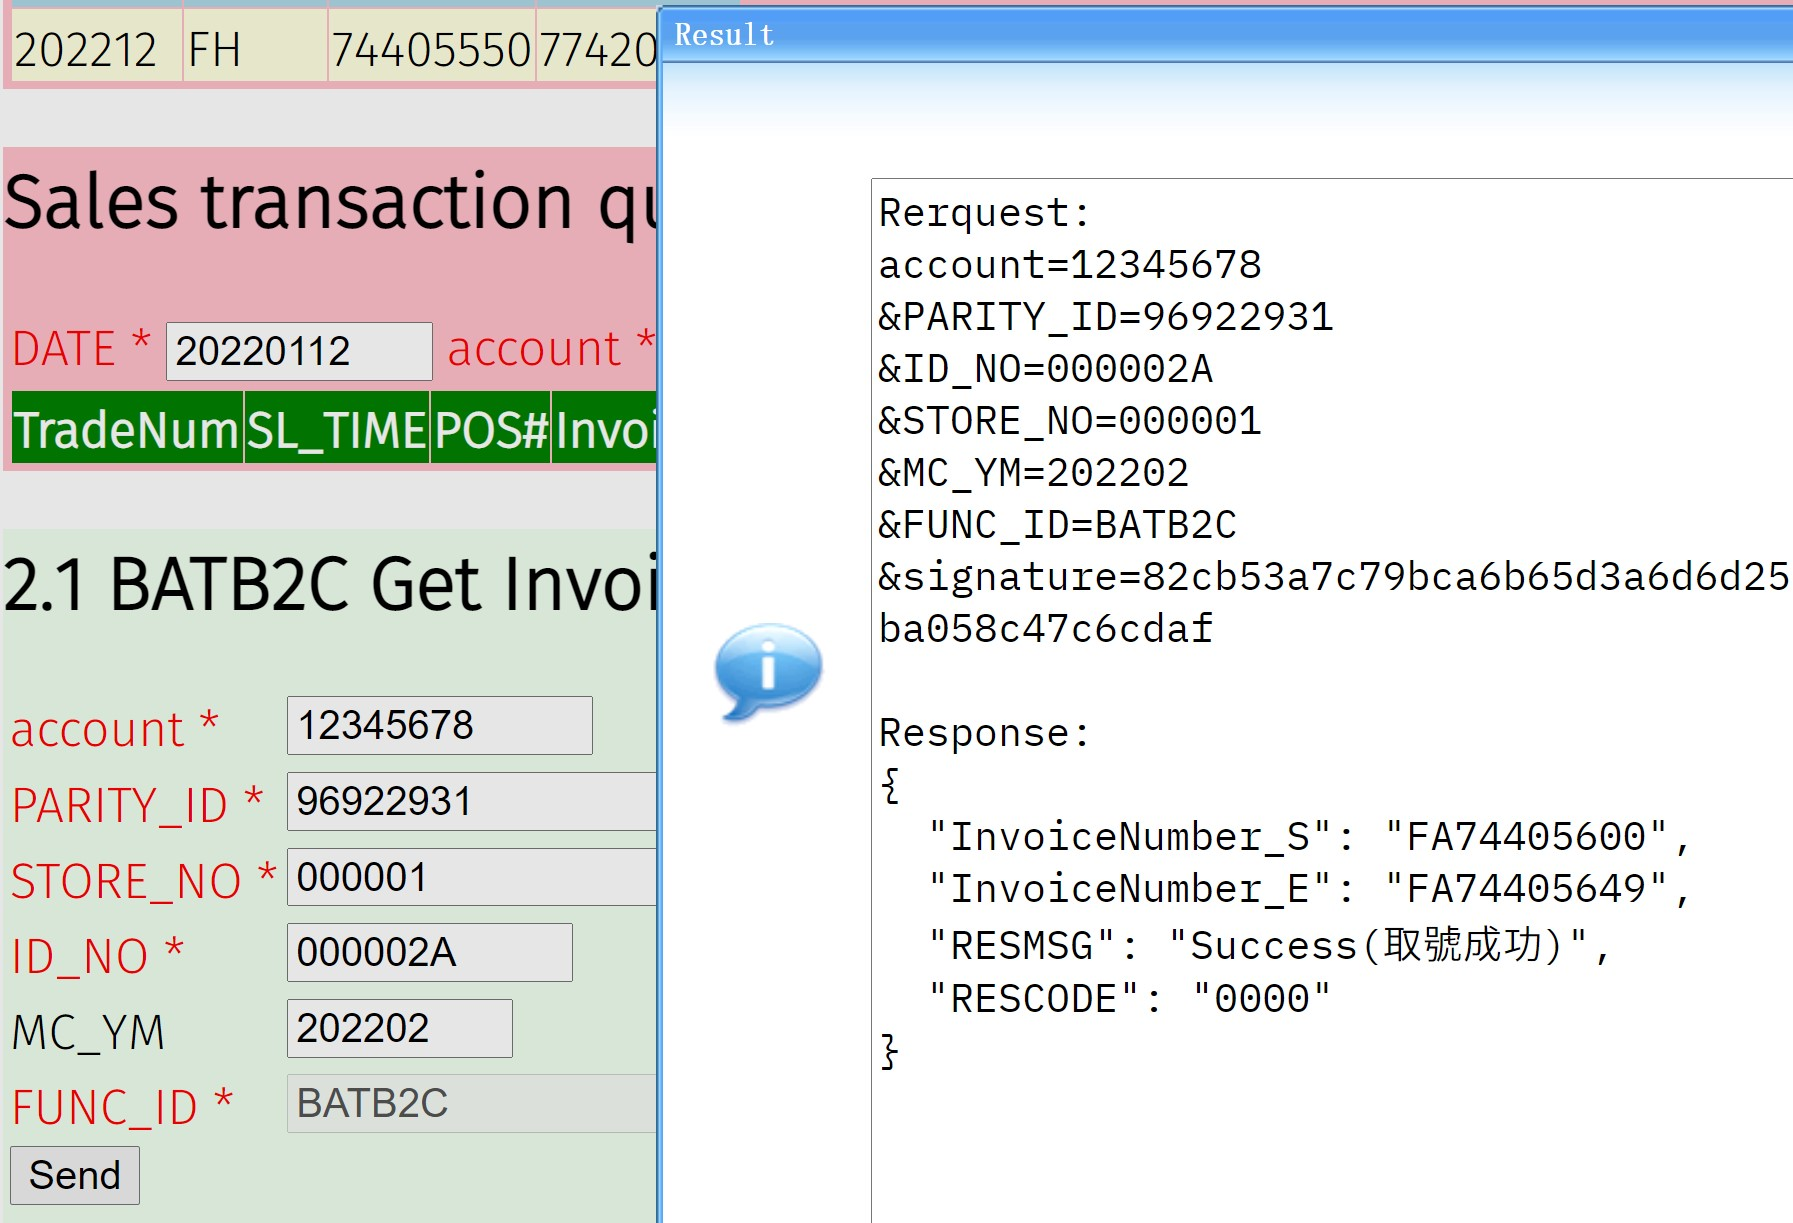 202212 FH 74405550 77420
Sales transaction qu
DATE * 20220112 account *
TradeNum SL_TIME POS# Invoi
2.1 BATB2C Get Invoi
account * 12345678
PARITY_ID * 96922931
STORE_NO * 000001
ID_NO * 000002A
MC_YM 202202
FUNC_ID * BATB2C
Send
Result
Rerquest:
account=12345678
&PARITY_ID=96922931
&ID_NO=000002A
&STORE_NO=000001
&MC_YM=202202
&FUNC_ID=BATB2C
&signature=82cb53a7c79bca6b65d3a6d6d25
ba058c47c6cdaf
Response:
{
"InvoiceNumber_S": "FA74405600",
"InvoiceNumber_E": "FA74405649",
"RESMSG": "Success(取號成功)",
"RESCODE": "0000"
}